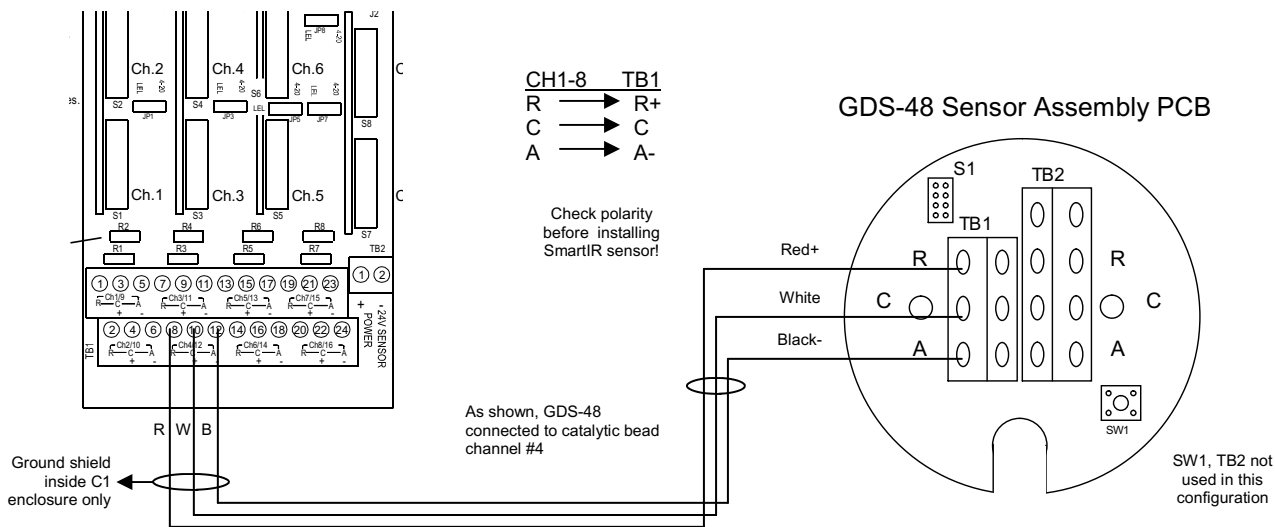 J2
JP8
LEL
4-20
Ch.2
Ch.4
Ch.6
LEL
4-20
LEL
4-20
S6
4-20
4-20
LEL
es.
S2
JP1
S4
JP3
JP5
JP7
S8
Ch.1
Ch.3
Ch.5
S1
S3
S5
S7
R2
R4
R6
R8
R1
R3
R5
R7
TB2
1 3 5 7 9 11 13 15 17 19 21 23
1 2
Ch1/9
Ch3/11
Ch5/13
Ch7/15
R C A
R C A
R C A
R C A
+ -
+ -
+ -
+ -
+ -
24V SENSOR
POWER
2 4 6 8 10 12 14 16 18 20 22 24
TB1
Ch2/10
Ch4/12
Ch6/14
Ch8/16
R C A
R C A
R C A
R C A
+ -
+ -
+ -
+ -
R W B
Ground shield
inside C1
enclosure only
CH1-8 TB1
R R+
C C
A A-
Check polarity
before installing
SmartIR sensor!
As shown, GDS-48
connected to catalytic bead
channel #4
GDS-48 Sensor Assembly PCB
S1
TB2
TB1
Red+
R
R
White
C
C
Black-
A
A
SW1
SW1, TB2 not
used in this
configuration